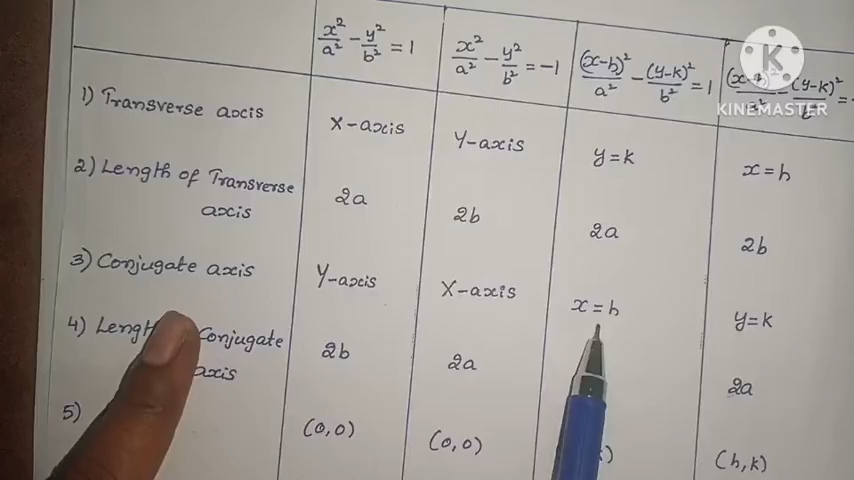 x²/a² - y²/b² = 1
x²/a² - y²/b² = -1
(x-h)²/a² - (y-k)²/b² = 1
(y-k)²/b² =
KINEMASTER
1) Transverse axis
X-axis
Y-axis
y=k
x=h
2) Length of Transverse
axis
2a
2b
2a
2b
3) Conjugate axis
Y-axis
X-axis
x=h
y=k
4) Length Conjugate
axis
2b
2a
2a
5)
(0,0)
(0,0)
(h,k)